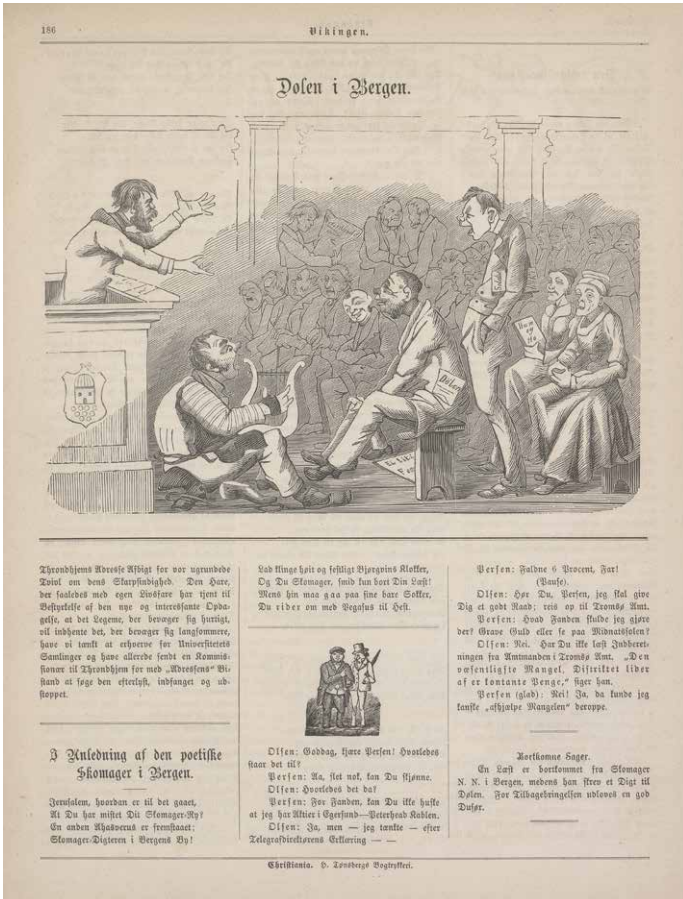 186
Vikingen.
Dølen i Bergen.
Dølen
Throndhjems Adresse Afbigt for vor ugrundede
Tvivl om dens Skarpsindighed. Den Hare,
der saaledes med egen Livsfare har tjent til
Bestyrkelse af den nye og interessante Opda-
gelse, at det Legeme, der bevæger sig hurtigt,
vil indhente det, der bevæger sig langsommere,
have vi tænkt at erhverve for Universitetets
Samlinger og have allerede sendt en Kommis-
sionær til Throndhjem for med „Adressens“ Bi-
stand at søge den efterlyst, indfanget og ud-
stoppet.
I Anledning af den poetiske
Skomager i Bergen.
Jerusalem, hvordan er til det gaaet,
At Du har mistet Dit Skomager-Ry?
En anden Ahasverus er fremstaaet:
Skomager-Digteren i Bergens By!
Lad klinge høit og festligt Bjørgvins Klokker,
Og Du Skomager, smid kun bort Din Læst!
Mens hin maa gaa paa sine bare Sokker,
Du rider om med Pegasus til Hest.
Olsen: Goddag, kjære Persen! Hvorledes
staar det til?
Persen: Aa, slet nok, kan Du skjønne.
Olsen: Hvorledes det da?
Persen: For Fanden, kan Du ikke huske
at jeg har Aktier i Egersund—Peterhead Kablen.
Olsen: Ja, men — jeg tænkte — efter
Telegrafdirektørens Erklæring — —
Persen: Faldne 6 Procent, Far!
(Pause).
Olsen: Hør Du, Persen, jeg skal give
Dig et godt Raad; reis op til Tromsø Amt.
Persen: Hvad Fanden skulde jeg gjøre
der? Grave Guld eller se paa Midnatssolen?
Olsen: Nei. Har Du ikke læst Indberet-
ningen fra Amtmanden i Tromsø Amt. „Den
væsentligste Mangel, Distriktet lider
af er kontante Penge,“ siger han.
Persen (glad): Nei! Ja, da kunde jeg
kanske „afhjælpe Mangelen“ deroppe.
Bortkomne Sager.
En Læst er bortkommet fra Skomager
N. N. i Bergen, medens han skrev et Digt til
Dølen. For Tilbagebringelsen udloves en god
Dusør.
Christiania. H. Tønsbergs Bogtrykkeri.